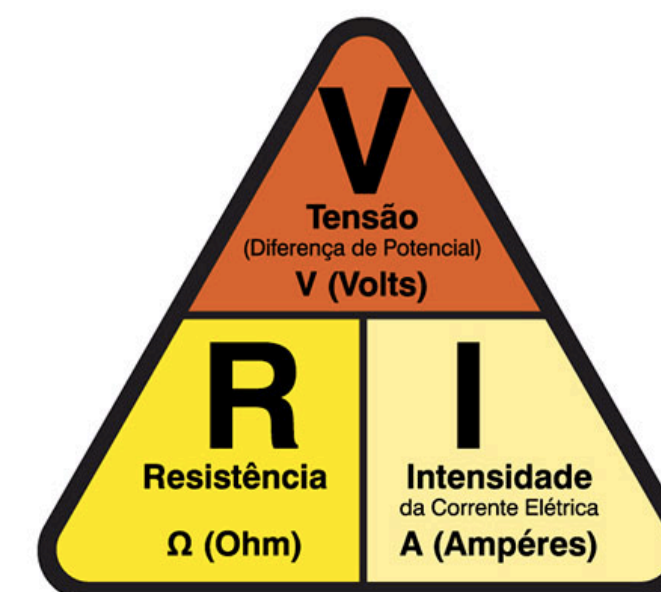 V
Tensão
(Diferença de Potencial)
V (Volts)
R
Resistência
Ω (Ohm)
I
Intensidade
da Corrente Elétrica
A (Ampéres)